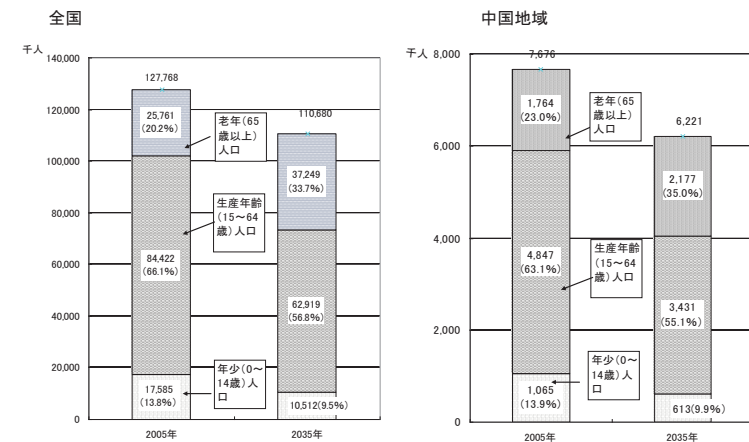 全国
千人
140,000
120,000
100,000
80,000
60,000
40,000
20,000
0
127,768
25,761
(20.2%)
84,422
(66.1%)
17,585
(13.8%)
老年(65
歳以上)
人口
生産年齢
(15～64
歳)人口
年少(0～
14歳)人
口
110,680
37,249
(33.7%)
62,919
(56.8%)
10,512(9.5%)
2005年
2035年
中国地域
千人
8,000
6,000
4,000
2,000
0
7,676
1,764
(23.0%)
4,847
(63.1%)
1,065
(13.9%)
老年(65
歳以上)
人口
生産年齢
(15～64
歳)人口
年少(0～
14歳)人
口
6,221
2,177
(35.0%)
3,431
(55.1%)
613(9.9%)
2005年
2035年